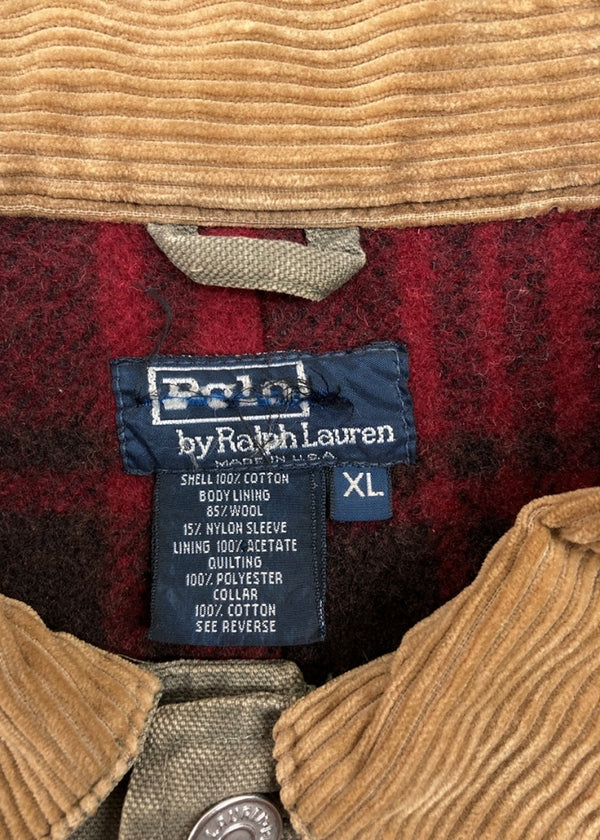 Polo
by Ralph Lauren
MADE IN U.S.A.
XL
SHELL 100% COTTON
BODY LINING
85% WOOL
15% NYLON SLEEVE
LINING 100% ACETATE
QUILTING
100% POLYESTER
COLLAR
100% COTTON
SEE REVERSE